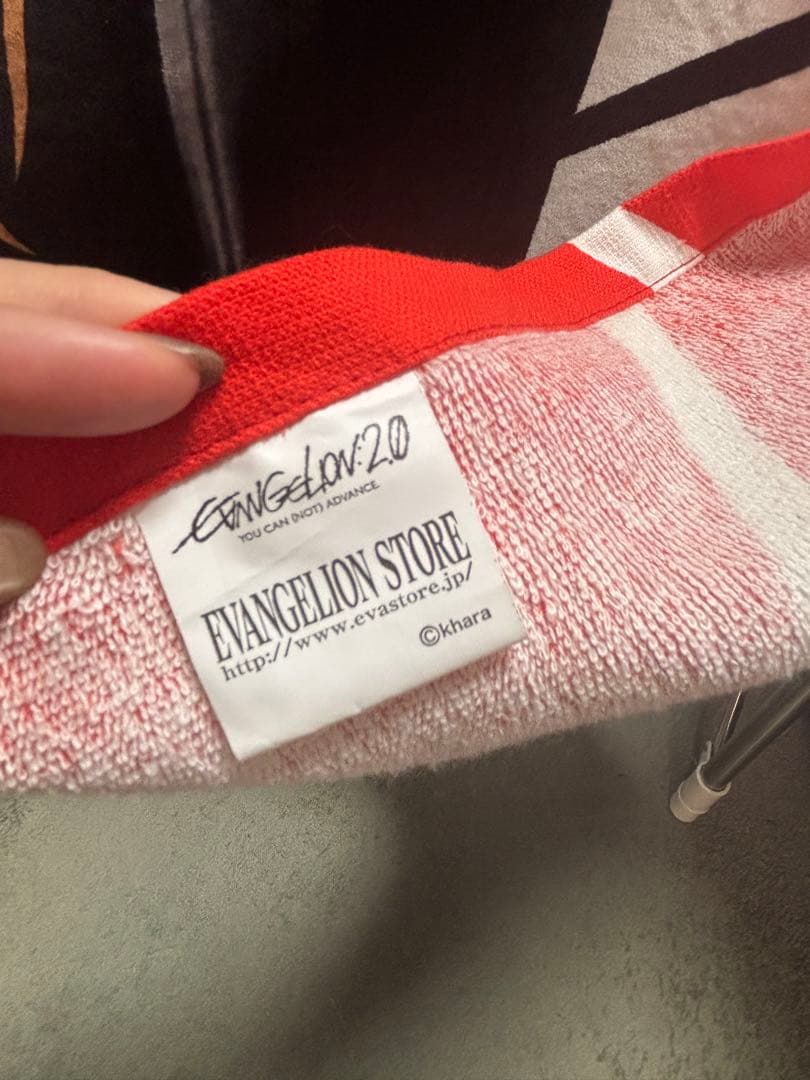 EVANGELION:2.0
YOU CAN (NOT) ADVANCE.
EVANGELION STORE
http://www.evastore.jp/
©khara